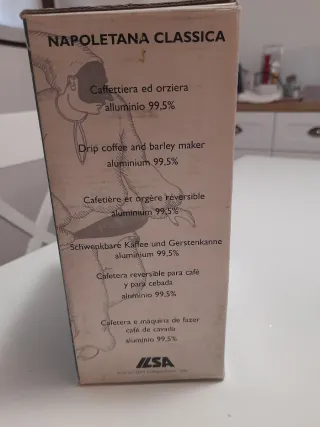 NAPOLETANA CLASSICA
Caffettiera ed orziera
alluminio 99,5%
Drip coffee and barley maker
aluminium 99,5%
Cafetière et orgère réversible
aluminium 99,5%
Schwenkbare Kaffee und Gerstenkanne
aluminium 99,5%
Cafetera reversible para café
y para cebada
aluminio 99,5%
Cafeteira e maquina de fazer
café de cevada
aluminio 99,5%
ILSA